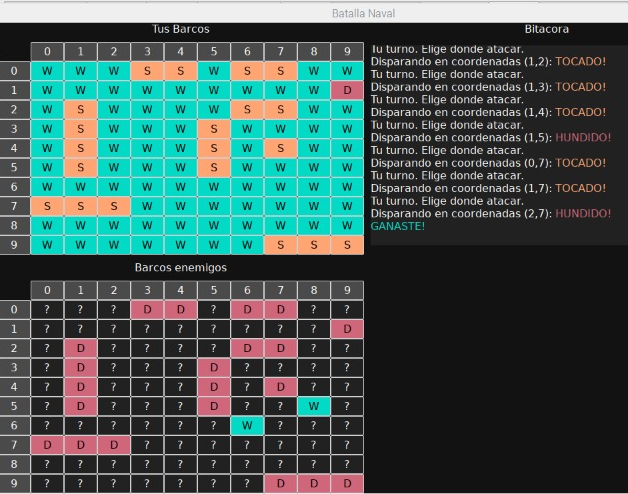 Batalla Naval
Tus Barcos
0 1 2 3 4 5 6 7 8 9
0 W W W S S W S S W W
1 W W W W W W W W W D
2 W S W W W W S S W W
3 W S W W W S W W W W
4 W S W W W S W S W W
5 W S W W W S W W W W
6 W W W W W W W W W W
7 S S S W W W W W W W
8 W W W W W W W W W W
9 W W W W W W W S S S
Barcos enemigos
0 1 2 3 4 5 6 7 8 9
0 ? ? ? D D ? D D ? ?
1 ? ? ? ? ? ? ? ? ? D
2 ? D ? ? ? ? D D ? ?
3 ? D ? ? ? D ? ? ? ?
4 ? D ? ? ? D ? D ? ?
5 ? D ? ? ? D ? ? W ?
6 ? ? ? ? ? ? W ? ? ?
7 D D D ? ? ? ? ? ? ?
8 ? ? ? ? ? ? ? ? ? ?
9 ? ? ? ? ? ? ? D D D
Bitacora
Tu turno. Elige donde atacar.
Disparando en coordenadas (1,2): TOCADO!
Tu turno. Elige donde atacar.
Disparando en coordenadas (1,3): TOCADO!
Tu turno. Elige donde atacar.
Disparando en coordenadas (1,4): TOCADO!
Tu turno. Elige donde atacar.
Disparando en coordenadas (1,5): HUNDIDO!
Tu turno. Elige donde atacar.
Disparando en coordenadas (0,7): TOCADO!
Tu turno. Elige donde atacar.
Disparando en coordenadas (1,7): TOCADO!
Tu turno. Elige donde atacar.
Disparando en coordenadas (2,7): HUNDIDO!
GANASTE!